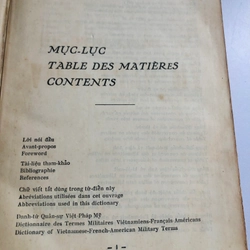 MỤC-LỤC
TABLE DES MATIÈRES
CONTENTS
Lời nói đầu
Avant-propos
Foreword
Tài-liệu tham-khảo
Bibliographie
References
Chữ viết tắt dùng trong tự-điển này
Abréviations utilisées dans cet ouvrage
Abbreviations used in this dictionary
Danh-từ Quân-sự Việt-Pháp-Mỹ
Dictionnaire des Termes Militaires Vietnamiens-Français-Américains
Dictionary of Vietnamese-French-American Military Terms
— 1 —